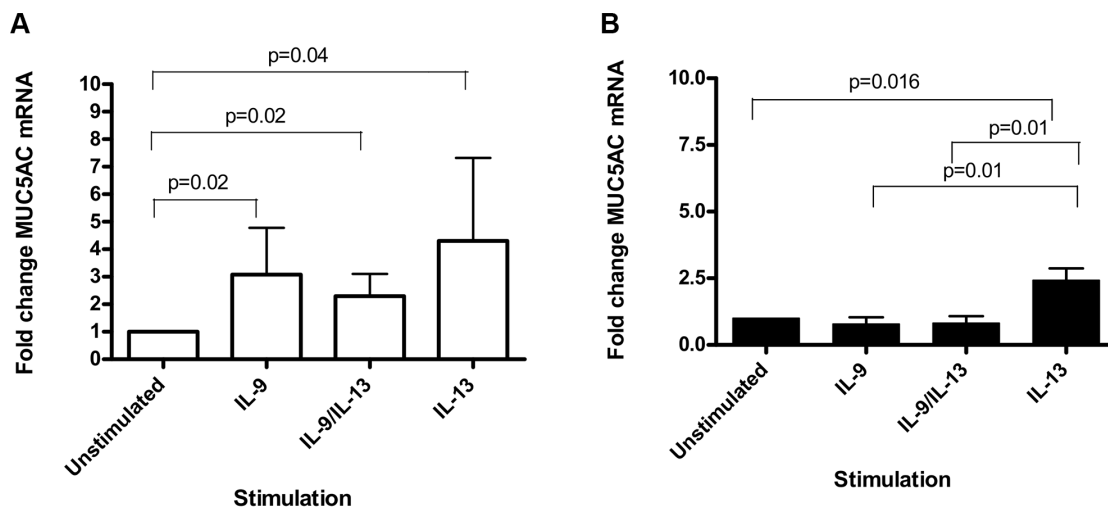 A
Fold change MUC5AC mRNA
10
9
8
7
6
5
4
3
2
1
0
p=0.04
p=0.02
p=0.02
Unstimulated
IL-9
IL-9/IL-13
IL-13
Stimulation
B
Fold change MUC5AC mRNA
10.0
7.5
5.0
2.5
0.0
p=0.016
p=0.01
p=0.01
Unstimulated
IL-9
IL-9/IL-13
IL-13
Stimulation